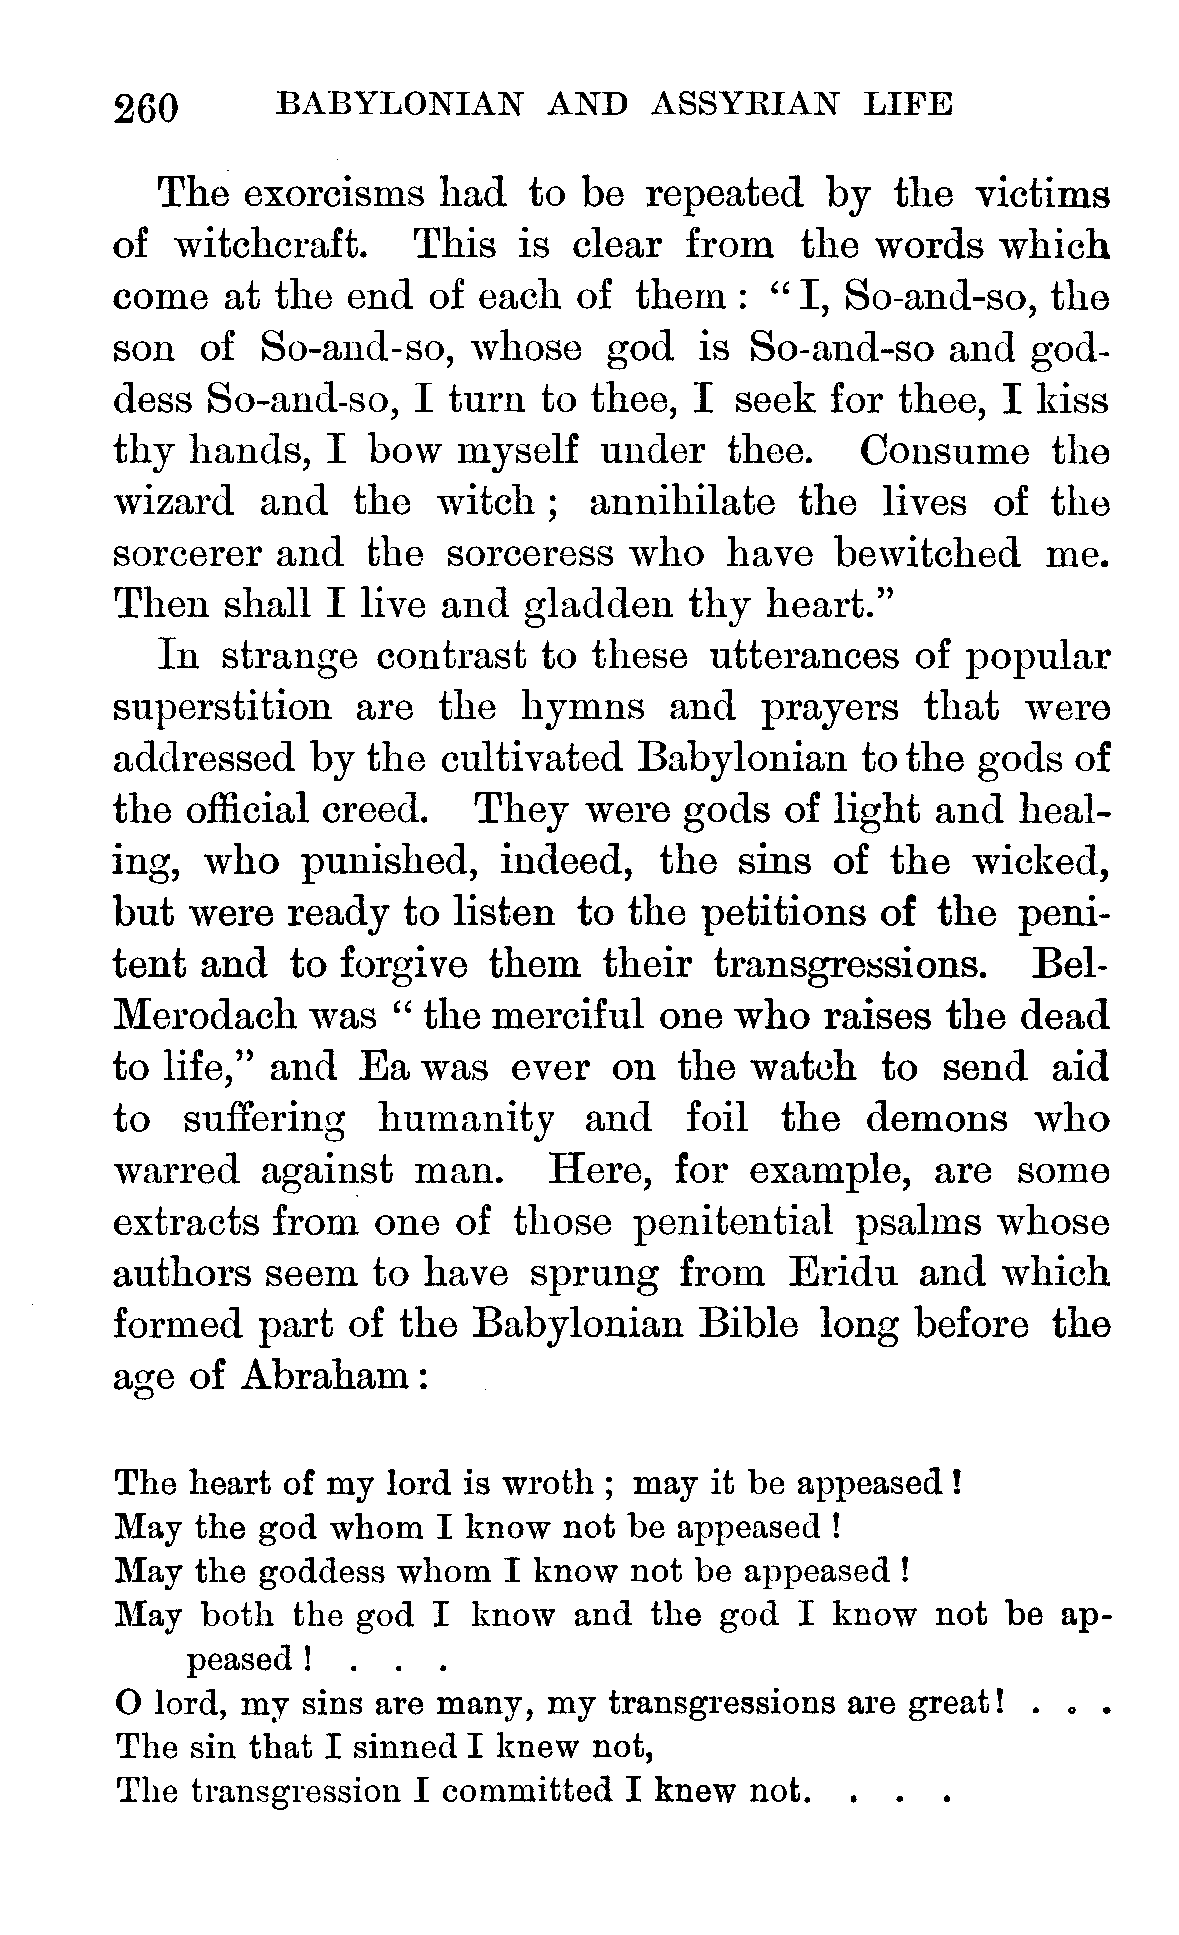 260 BABYLONIAN AND ASSYRIAN LIFE
The exorcisms had to be repeated by the victims
of witchcraft. This is clear from the words which
come at the end of each of them : “ I, So-and-so, the
son of So-and-so, whose god is So-and-so and god-
dess So-and-so, I turn to thee, I seek for thee, I kiss
thy hands, I bow myself under thee. Consume the
wizard and the witch ; annihilate the lives of the
sorcerer and the sorceress who have bewitched me.
Then shall I live and gladden thy heart.”
In strange contrast to these utterances of popular
superstition are the hymns and prayers that were
addressed by the cultivated Babylonian to the gods of
the official creed. They were gods of light and heal-
ing, who punished, indeed, the sins of the wicked,
but were ready to listen to the petitions of the peni-
tent and to forgive them their transgressions. Bel-
Merodach was “ the merciful one who raises the dead
to life,” and Ea was ever on the watch to send aid
to suffering humanity and foil the demons who
warred against man. Here, for example, are some
extracts from one of those penitential psalms whose
authors seem to have sprung from Eridu and which
formed part of the Babylonian Bible long before the
age of Abraham :
The heart of my lord is wroth ; may it be appeased !
May the god whom I know not be appeased !
May the goddess whom I know not be appeased !
May both the god I know and the god I know not be ap-
peased ! . . .
O lord, my sins are many, my transgressions are great! . . .
The sin that I sinned I knew not,
The transgression I committed I knew not. . . .